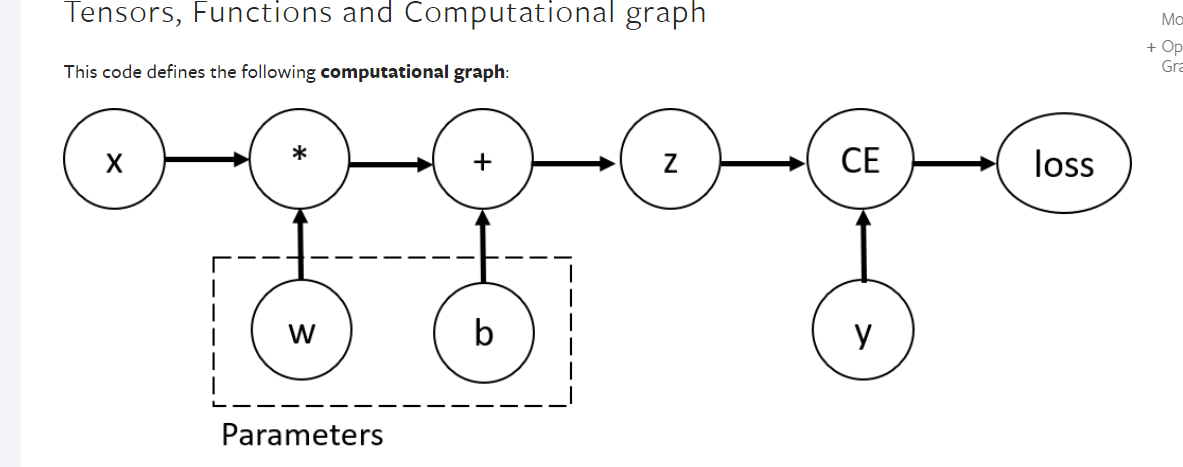 Tensors, Functions and Computational graph
Mo
+ Op
Gra
This code defines the following computational graph:
x * + z CE loss
w b y
Parameters